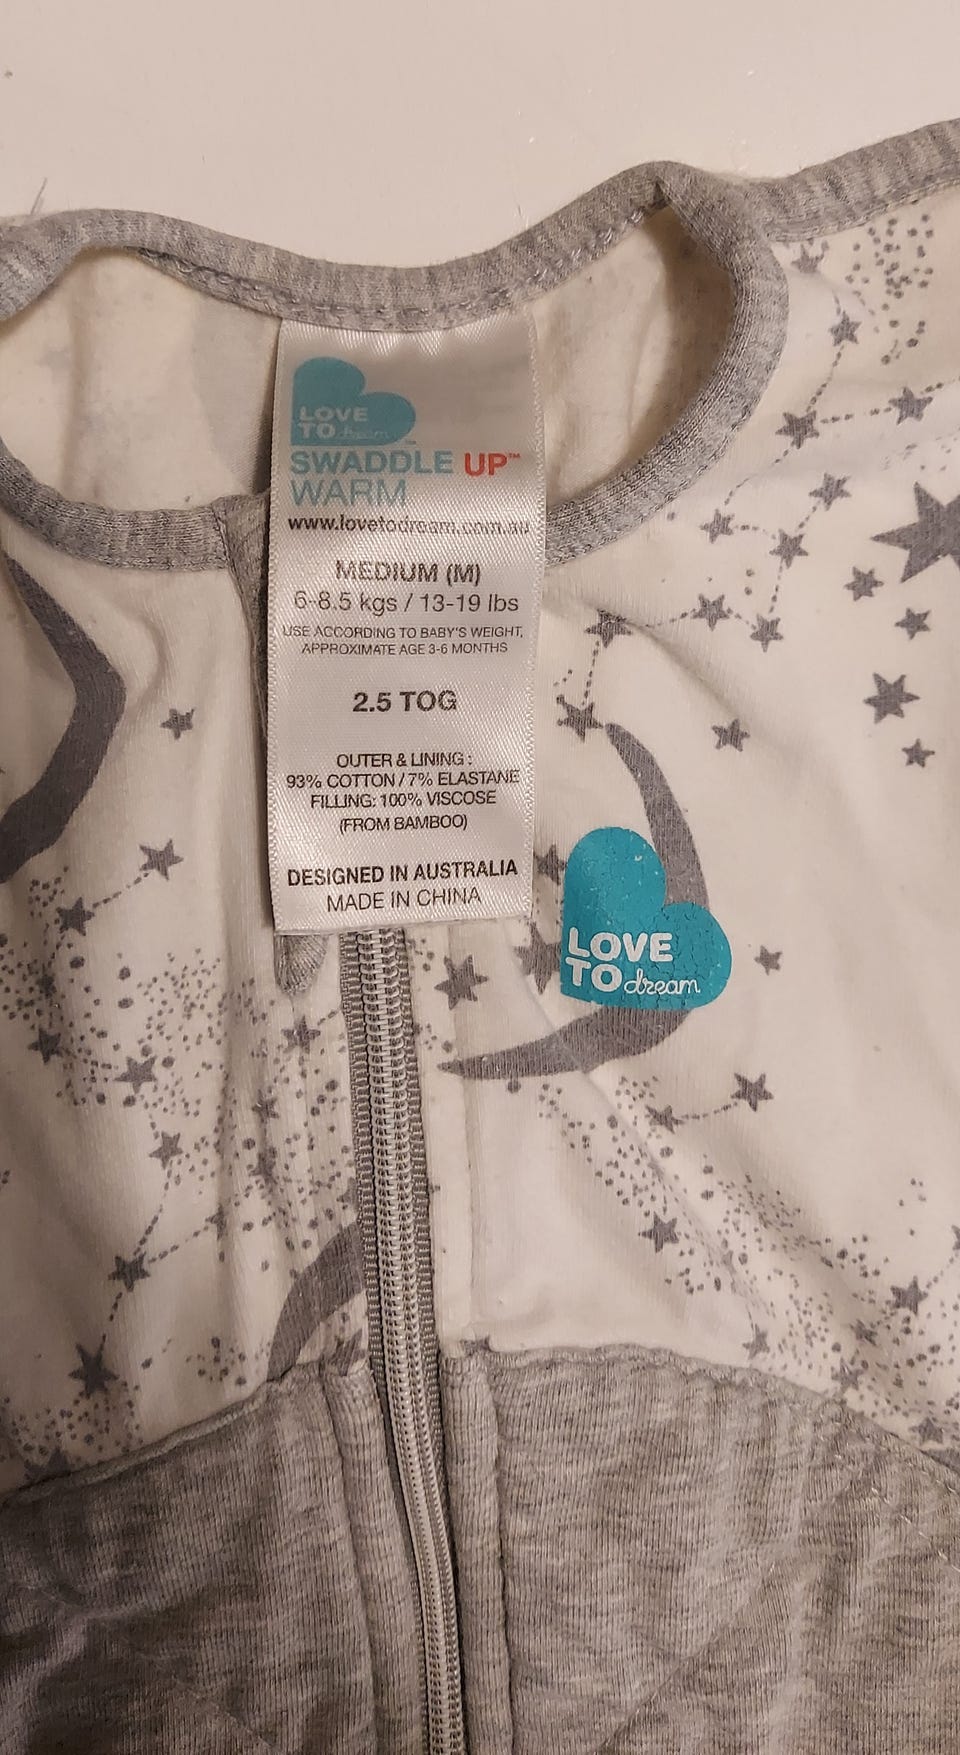 LOVE
TO dream
SWADDLE UP™
WARM
www.lovetodream.com.au
MEDIUM (M)
6-8.5 kgs / 13-19 lbs
USE ACCORDING TO BABY'S WEIGHT,
APPROXIMATE AGE 3-6 MONTHS
2.5 TOG
OUTER & LINING :
93% COTTON / 7% ELASTANE
FILLING: 100% VISCOSE
(FROM BAMBOO)
DESIGNED IN AUSTRALIA
MADE IN CHINA
LOVE
TO dream